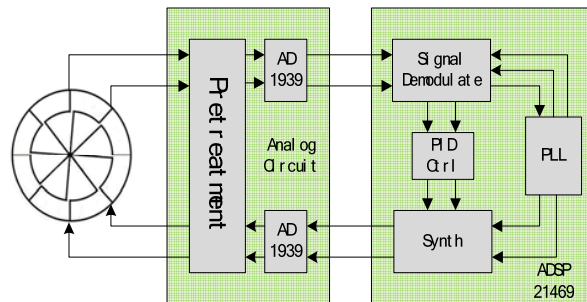 Pretreatment
AD
1939
Analog
Circuit
AD
1939
Signal
Demodulate
PID
Ctrl
PLL
Synth
ADSP
21469